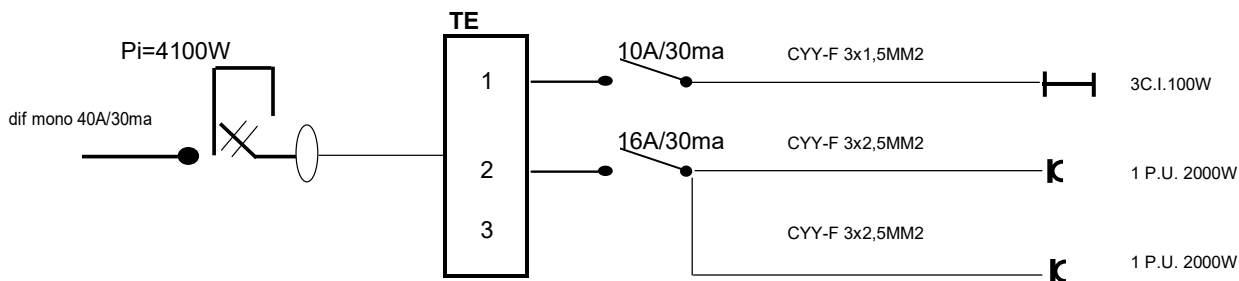 TE
Pi=4100W
10A/30ma
CYY-F 3x1,5MM2
1
3C.I.100W
dif mono 40A/30ma
16A/30ma
CYY-F 3x2,5MM2
2
1 P.U. 2000W
3
CYY-F 3x2,5MM2
1 P.U. 2000W